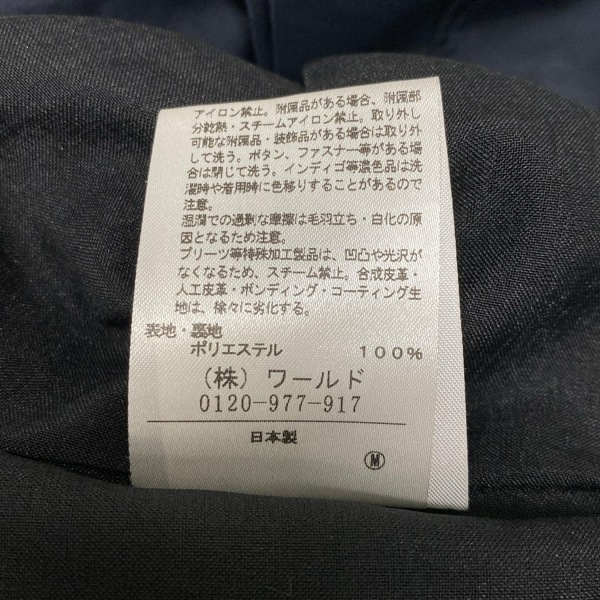 アイロン禁止。附属品がある場合、附属部
分乾熱・スチームアイロン禁止。取り外し
可能な附属品・装飾品がある場合は取り外
して洗う。ボタン、ファスナー等がある場
合は閉じて洗う。インディゴ等濃色品は洗
濯時や着用時に色移りすることがあるので
注意。
湿潤での過剰な摩擦は毛羽立ち・白化の原
因となるため注意。
プリーツ等特殊加工製品は、凹凸や光沢が
なくなるため、スチーム禁止。合成皮革・
人工皮革・ボンディング・コーティング生
地は、徐々に劣化する。
表地・裏地
ポリエステル 100%
(株) ワールド
0120-977-917
日本製
M